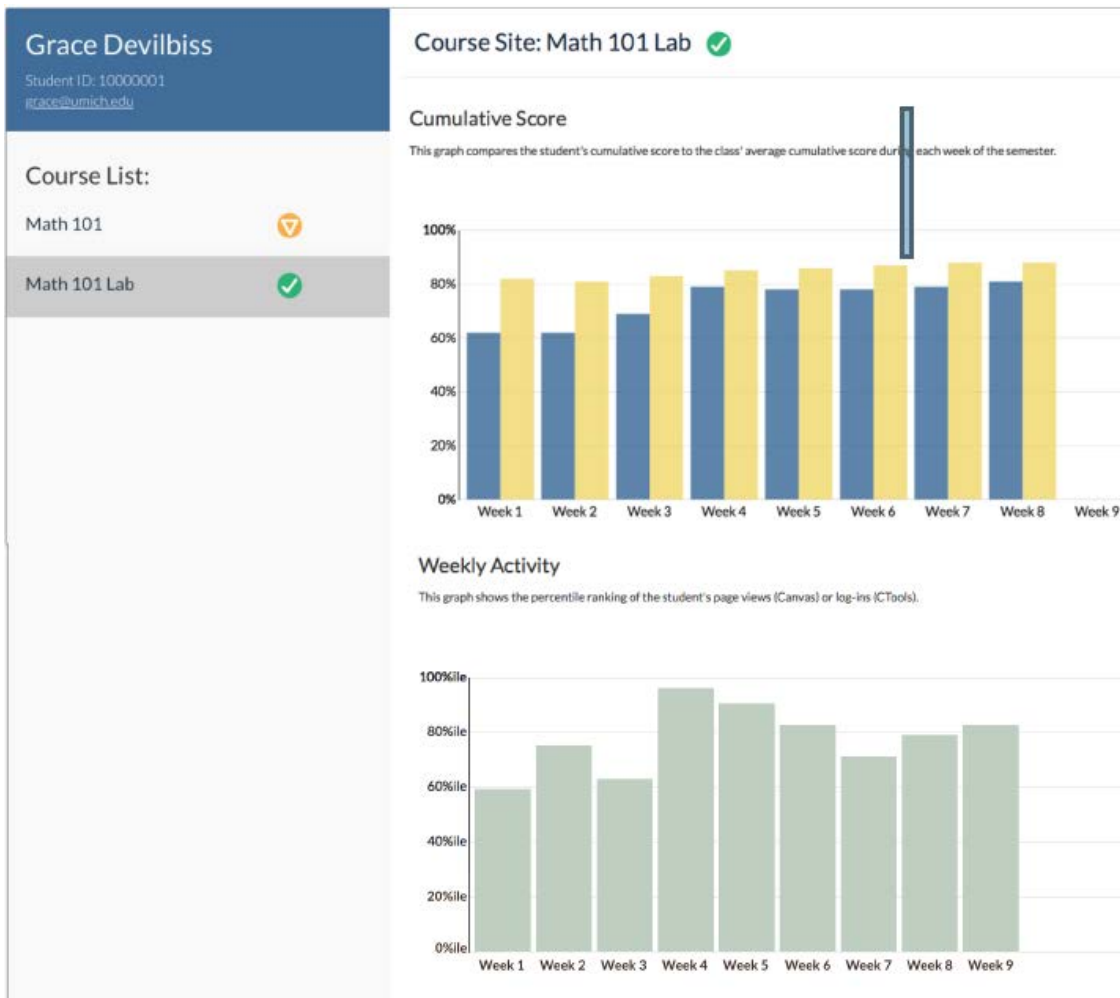 Grace Devilbiss
Student ID: 10000001
grace@umich.edu
Course List:
Math 101
Math 101 Lab
Course Site: Math 101 Lab
Cumulative Score
This graph compares the student's cumulative score to the class' average cumulative score during each week of the semester.
100%
80%
60%
40%
20%
0%
Week 1 Week 2 Week 3 Week 4 Week 5 Week 6 Week 7 Week 8 Week 9
Weekly Activity
This graph shows the percentile ranking of the student's page views (Canvas) or log-ins (CTools).
100%ile
80%ile
60%ile
40%ile
20%ile
0%ile
Week 1 Week 2 Week 3 Week 4 Week 5 Week 6 Week 7 Week 8 Week 9